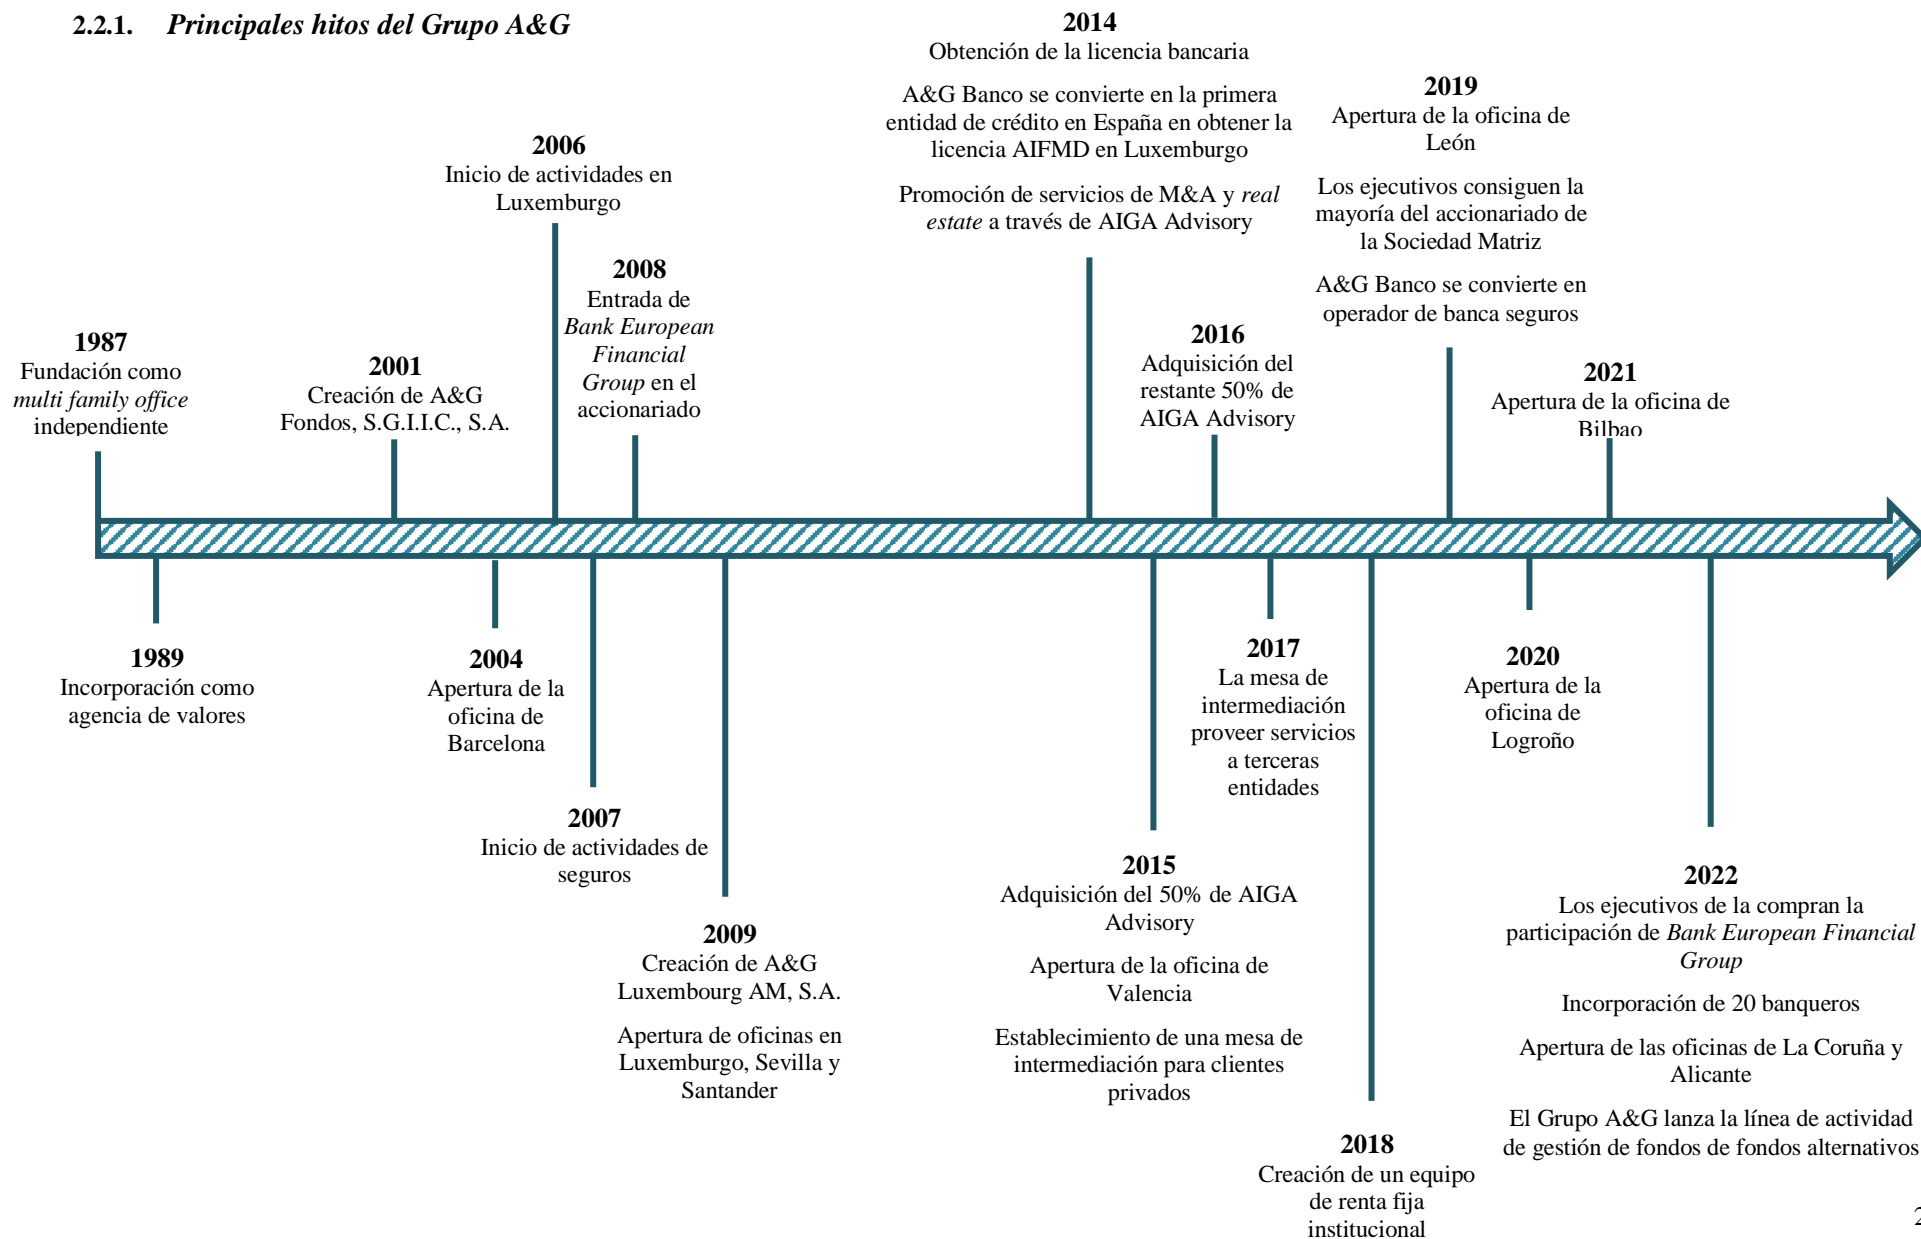 2.2.1. Principales hitos del Grupo A&G
1987
Fundación como
multi family office
independiente
1989
Incorporación como
agencia de valores
2001
Creación de A&G
Fondos, S.G.I.I.C., S.A.
2004
Apertura de la
oficina de
Barcelona
2006
Inicio de actividades en
Luxemburgo
2007
Inicio de actividades de
seguros
2008
Entrada de
Bank European
Financial
Group en el
accionariado
2009
Creación de A&G
Luxembourg AM, S.A.
Apertura de oficinas en
Luxemburgo, Sevilla y
Santander
2014
Obtención de la licencia bancaria
A&G Banco se convierte en la primera
entidad de crédito en España en obtener la
licencia AIFMD en Luxemburgo
Promoción de servicios de M&A y real
estate a través de AIGA Advisory
2015
Adquisición del 50% de AIGA
Advisory
Apertura de la oficina de
Valencia
Establecimiento de una mesa de
intermediación para clientes
privados
2016
Adquisición del
restante 50% de
AIGA Advisory
2017
La mesa de
intermediación
proveer servicios
a terceras
entidades
2018
Creación de un equipo
de renta fija
institucional
2019
Apertura de la oficina de
León
Los ejecutivos consiguen la
mayoría del accionariado de
la Sociedad Matriz
A&G Banco se convierte en
operador de banca seguros
2020
Apertura de la
oficina de
Logroño
2021
Apertura de la oficina de
Bilbao
2022
Los ejecutivos de la compran la
participación de Bank European Financial
Group
Incorporación de 20 banqueros
Apertura de las oficinas de La Coruña y
Alicante
El Grupo A&G lanza la línea de actividad
de gestión de fondos de fondos alternativos
2